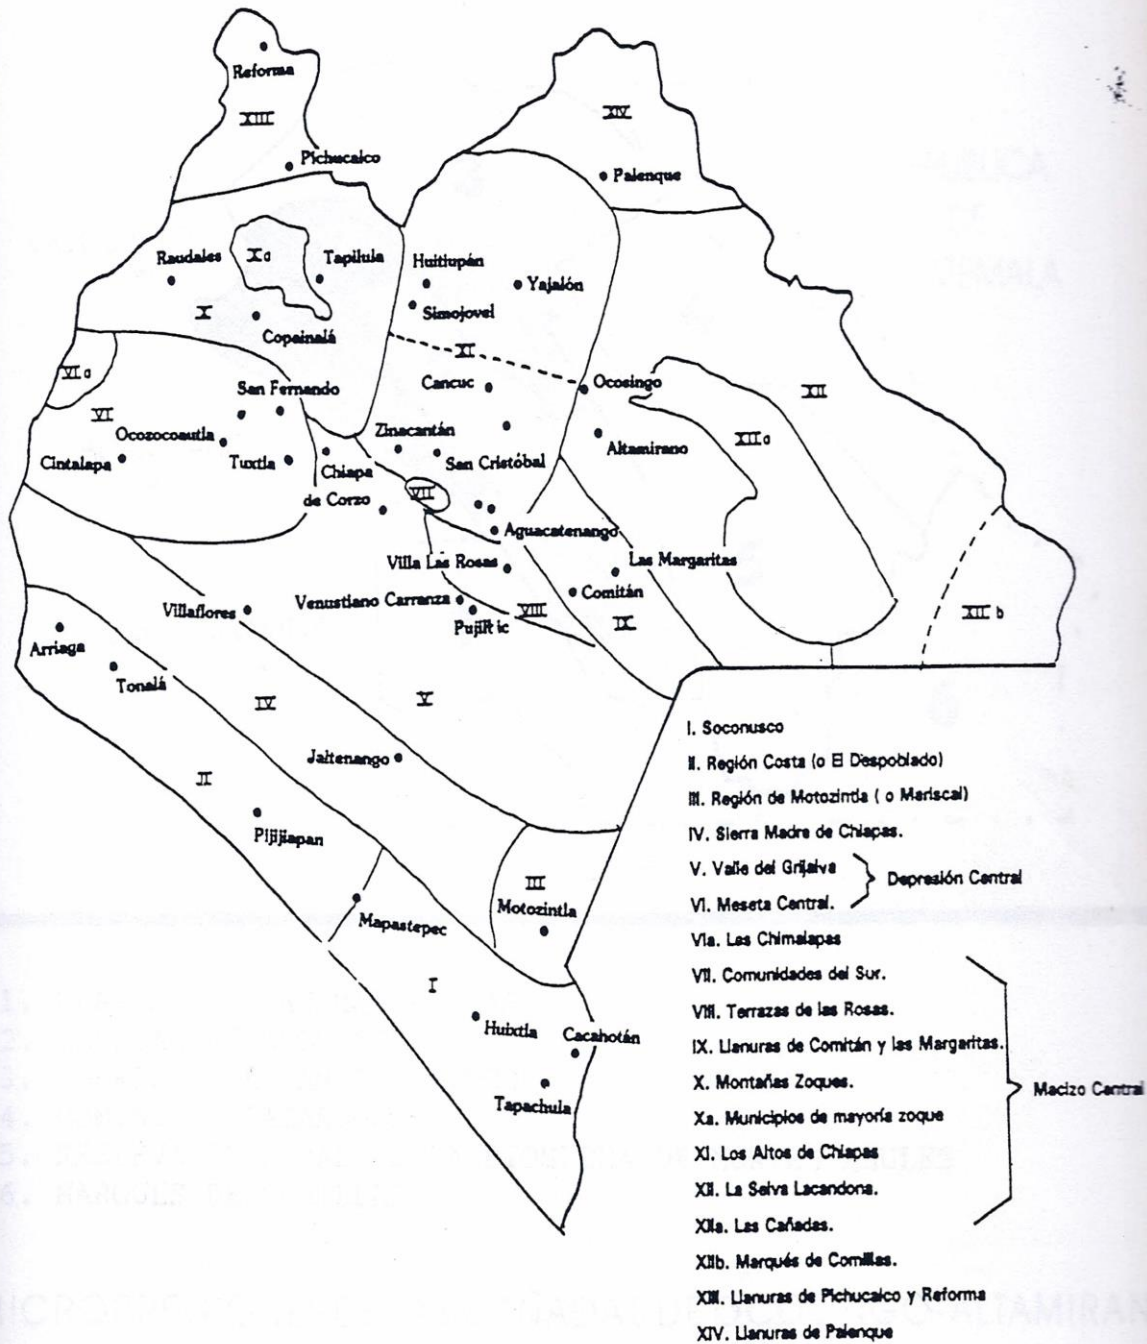 Reforma
XIII
Pichucalco
XIV
Palenque
Raudales
Xa
Tapilula
Huitiupán
Yajalón
X
Copainalá
Simojovel
XI
VI a
San Fernando
Cancuc
Ocosingo
XII
VI
Ocozocoautla
Zinacantán
XII a
Cintalapa
Tuxtla
Chiapa
de Corzo
San Cristóbal
Altamirano
VII
Aguacatenango
Villa Las Rosas
Las Margaritas
Villaflores
Venustiano Carranza
Pujiltic
VIII
Comitán
IX
XII b
Arriaga
Tonalá
IV
V
II
Jaltenango
Pijijiapan
III
Motozintla
Mapastepec
I
Huixtla
Cacahotán
Tapachula
I. Soconusco
II. Región Costa (o El Despoblado)
III. Región de Motozintla ( o Mariscal)
IV. Sierra Madre de Chiapas.
V. Valle del Grijalva
VI. Meseta Central.
Depresión Central
VIa. Los Chimalapas
VII. Comunidades del Sur.
VIII. Terrazas de las Rosas.
IX. Llanuras de Comitán y las Margaritas.
X. Montañas Zoques.
Xa. Municipios de mayoría zoque
XI. Los Altos de Chiapas
XII. La Selva Lacandona.
XIIa. Las Cañadas.
Macizo Central
XIIb. Marqués de Comillas.
XIII. Llanuras de Pichucalco y Reforma
XIV. Llanuras de Palenque